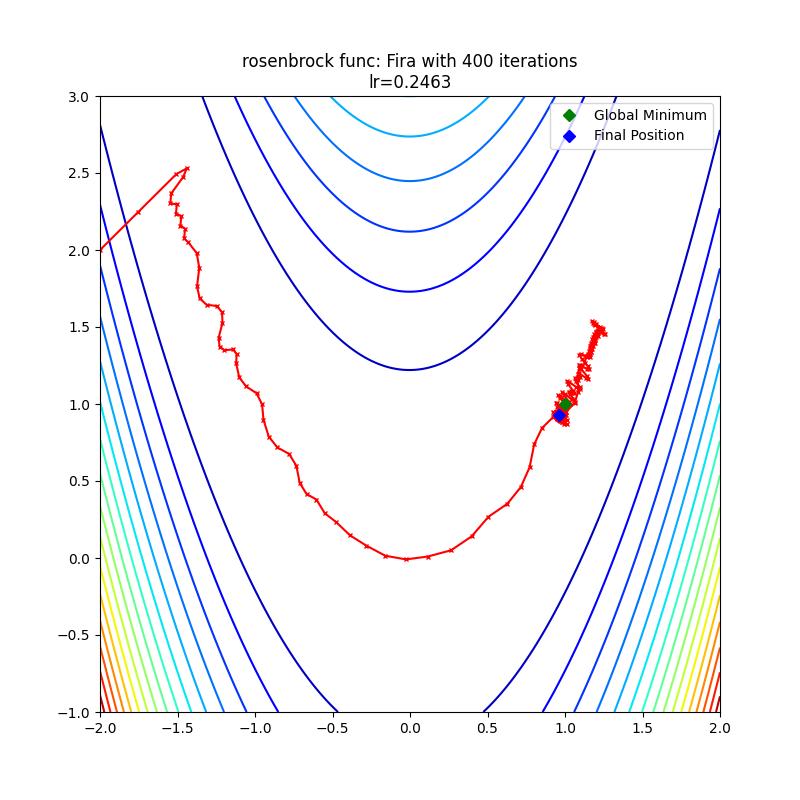 rosenbrock func: Fira with 400 iterations
lr=0.2463
Global Minimum
Final Position
3.0
2.5
2.0
1.5
1.0
0.5
0.0
−0.5
−1.0
−2.0 −1.5 −1.0 −0.5 0.0 0.5 1.0 1.5 2.0